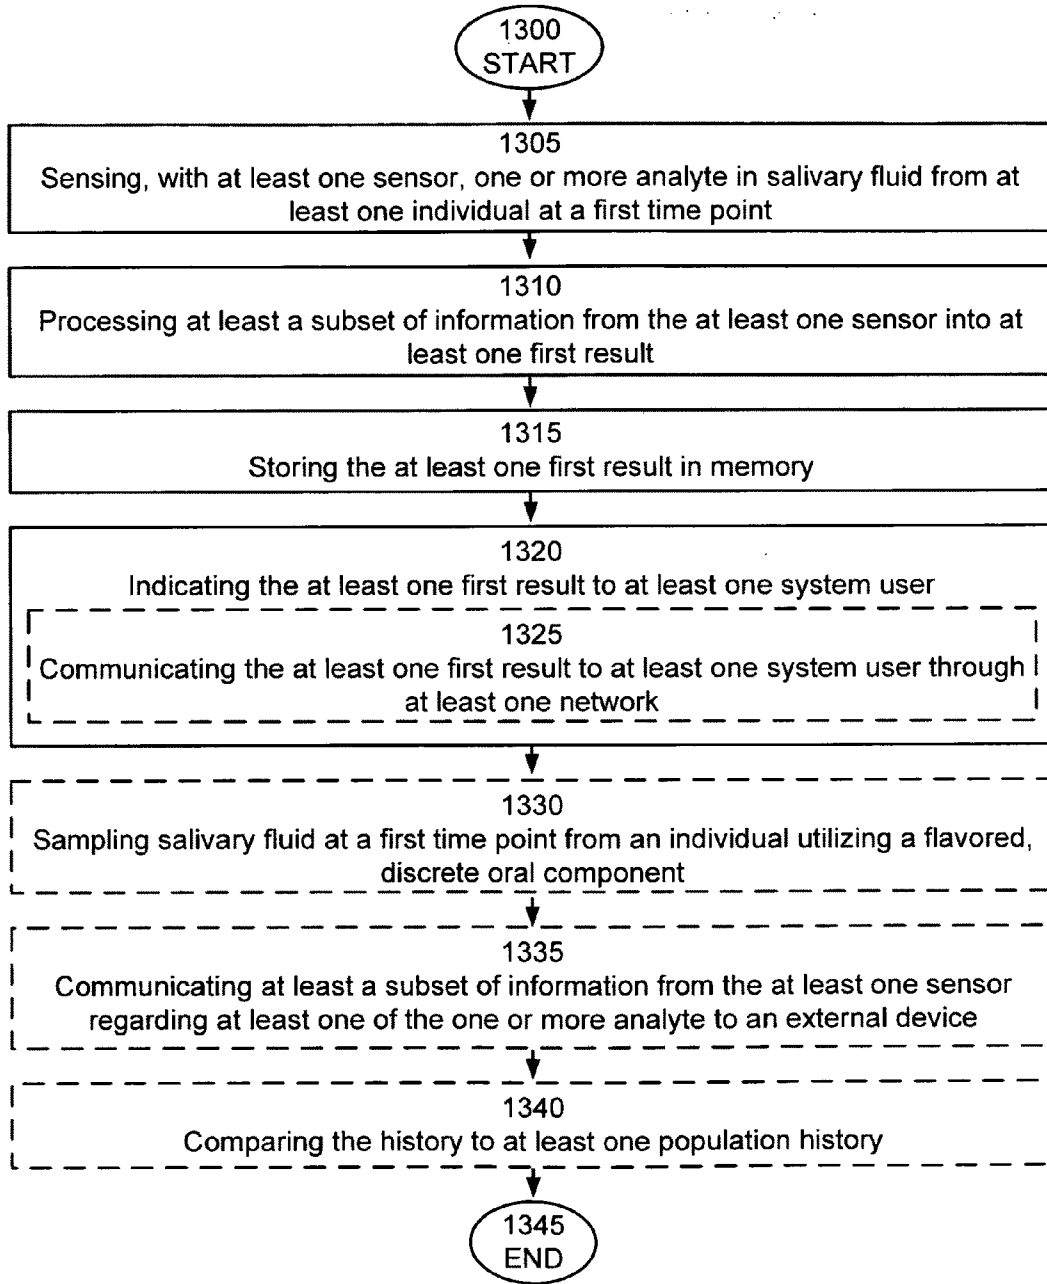 1300
START
1305
Sensing, with at least one sensor, one or more analyte in salivary fluid from at
least one individual at a first time point
1310
Processing at least a subset of information from the at least one sensor into at
least one first result
1315
Storing the at least one first result in memory
1320
Indicating the at least one first result to at least one system user
1325
Communicating the at least one first result to at least one system user through
at least one network
1330
Sampling salivary fluid at a first time point from an individual utilizing a flavored,
discrete oral component
1335
Communicating at least a subset of information from the at least one sensor
regarding at least one of the one or more analyte to an external device
1340
Comparing the history to at least one population history
1345
END